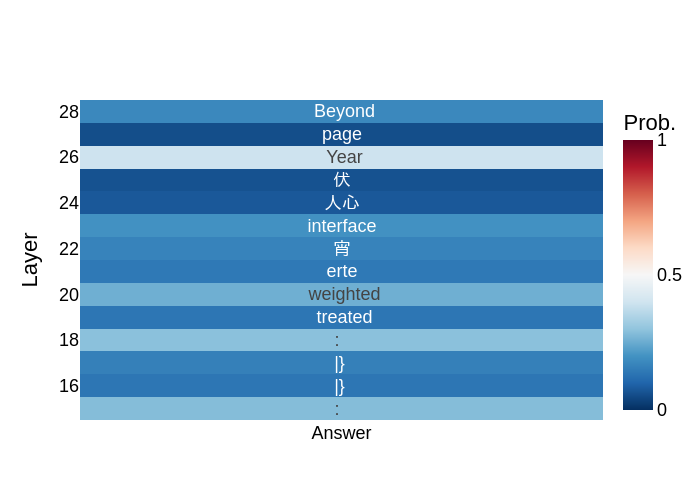 Prob.
1
0.5
0
Layer
28
Beyond
page
26
Year
伏
24
人心
interface
22
宵
erte
20
weighted
treated
18
:
|}
16
|}
:
Answer